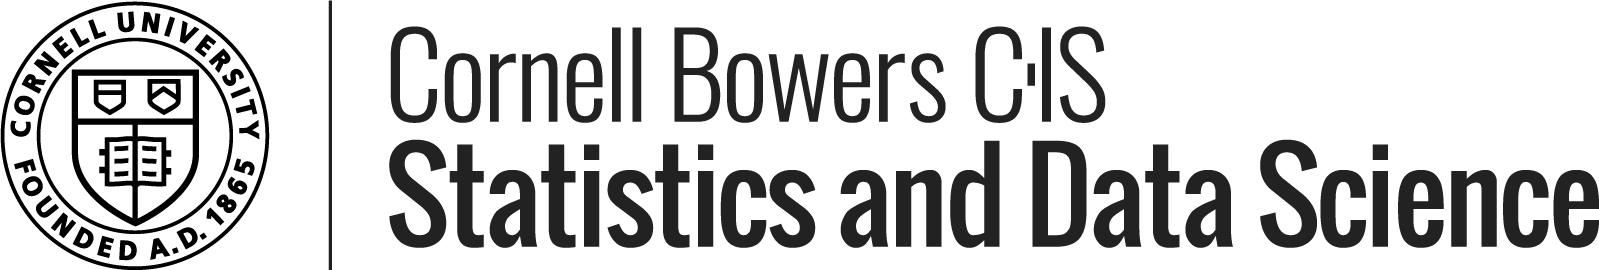 CORNELL UNIVERSITY
FOUNDED A.D. 1865
Cornell Bowers C·IS
Statistics and Data Science